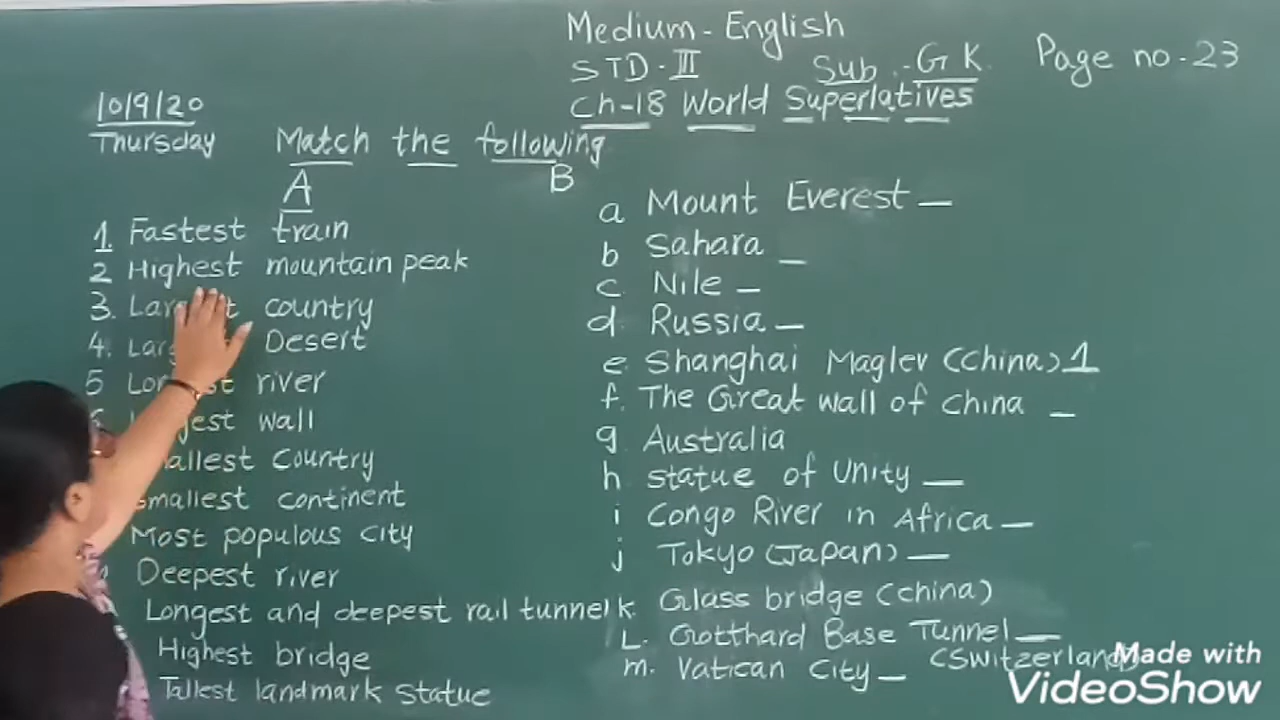 Medium - English
STD - III Sub - G K Page no - 23
Ch-18 World Superlatives
10/9/20
Thursday
Match the following
A B
1. Fastest train
2 Highest mountain peak
3. country
4. Desert
5 river
wall
Country
smallest continent
Most populous city
Deepest river
Longest and deepest rail tunnel
Highest bridge
Tallest landmark statue
a Mount Everest _
b Sahara _
c Nile _
d. Russia _
e. Shanghai Maglev (China) 1
f. The Great wall of china _
g Australia
h statue of Unity _
i Congo River in Africa _
j Tokyo (Japan) _
k Glass bridge (china)
L. Gotthard Base Tunnel _
(Switzerland)
m. Vatican City _
Made with
VideoShow